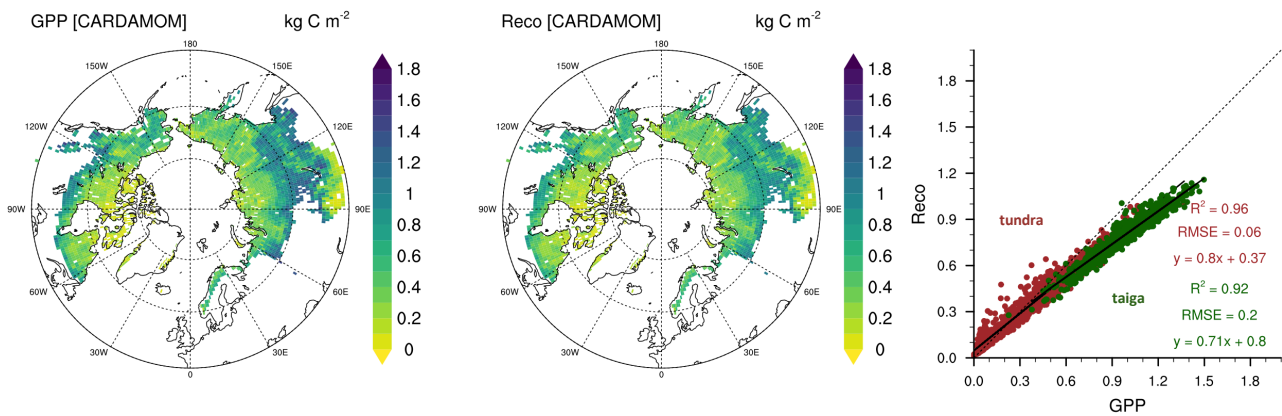 GPP [CARDAMOM] kg C m-2
180
150W 150E
120W 120E
90W 90E
60W 60E
30W 30E
0
1.8
1.6
1.4
1.2
1
0.8
0.6
0.4
0.2
0
Reco [CARDAMOM] kg C m-2
180
150W 150E
120W 120E
90W 90E
60W 60E
30W 30E
0
1.8
1.6
1.4
1.2
1
0.8
0.6
0.4
0.2
0
Reco
1.8
1.5
1.2
0.9
0.6
0.3
0.0
tundra
R2 = 0.96
RMSE = 0.06
y = 0.8x + 0.37
taiga
R2 = 0.92
RMSE = 0.2
y = 0.71x + 0.8
0.0 0.3 0.6 0.9 1.2 1.5 1.8
GPP